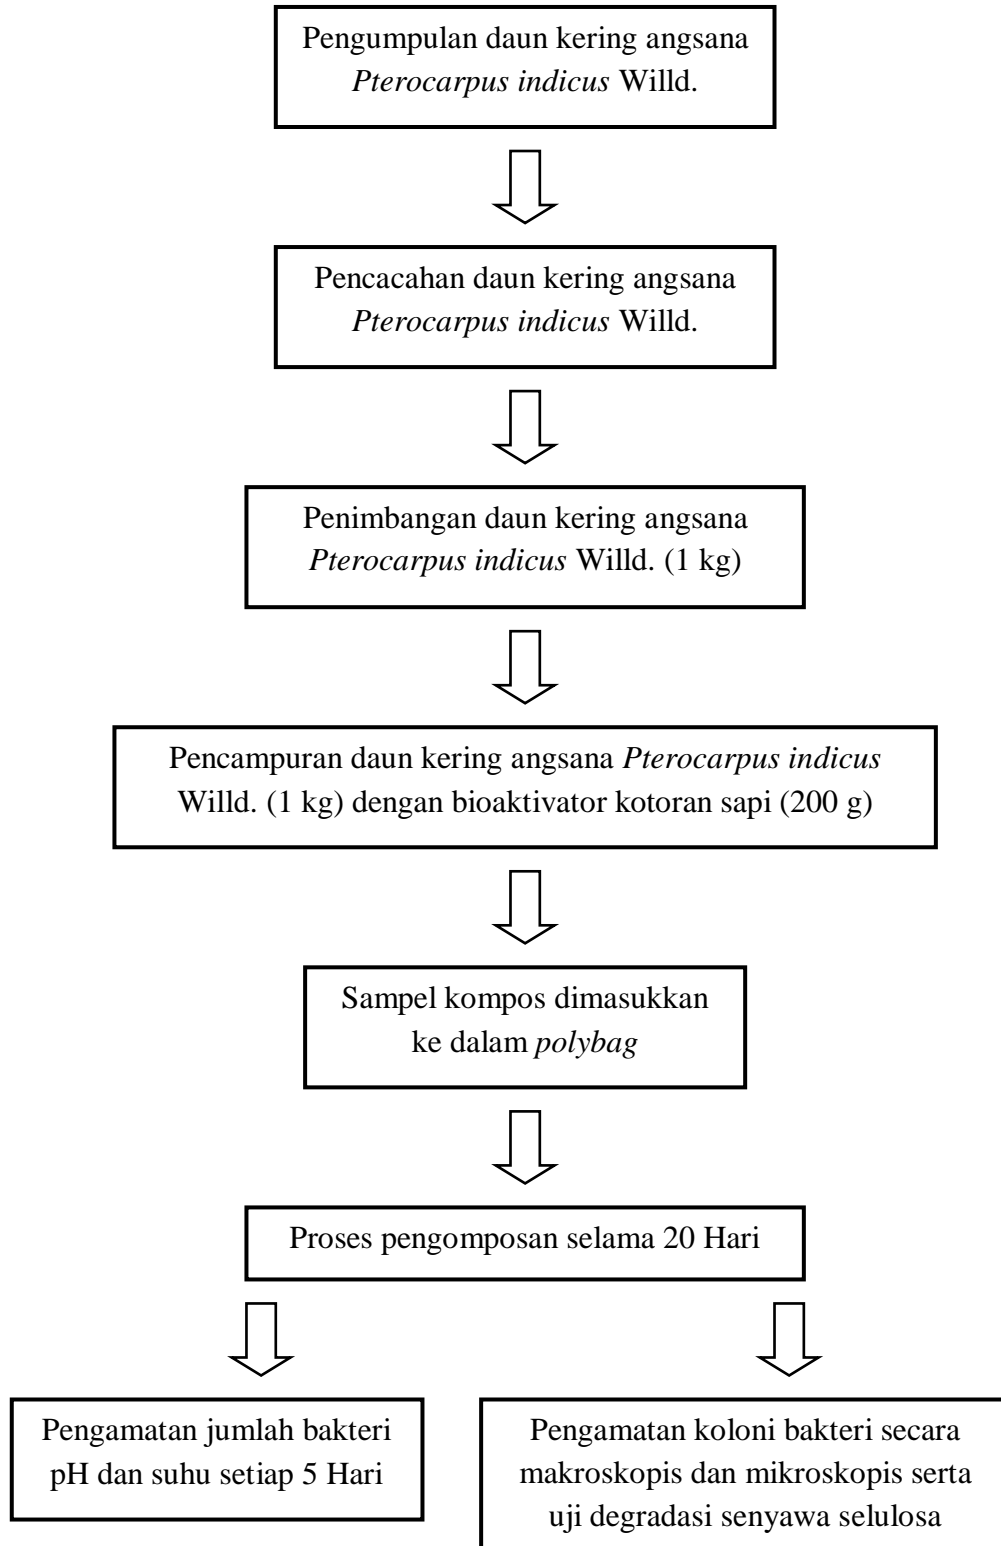 Pengumpulan daun kering angsana
Pterocarpus indicus Willd.
Pencacahan daun kering angsana
Pterocarpus indicus Willd.
Penimbangan daun kering angsana
Pterocarpus indicus Willd. (1 kg)
Pencampuran daun kering angsana Pterocarpus indicus
Willd. (1 kg) dengan bioaktivator kotoran sapi (200 g)
Sampel kompos dimasukkan
ke dalam polybag
Proses pengomposan selama 20 Hari
Pengamatan jumlah bakteri
pH dan suhu setiap 5 Hari
Pengamatan koloni bakteri secara
makroskopis dan mikroskopis serta
uji degradasi senyawa selulosa